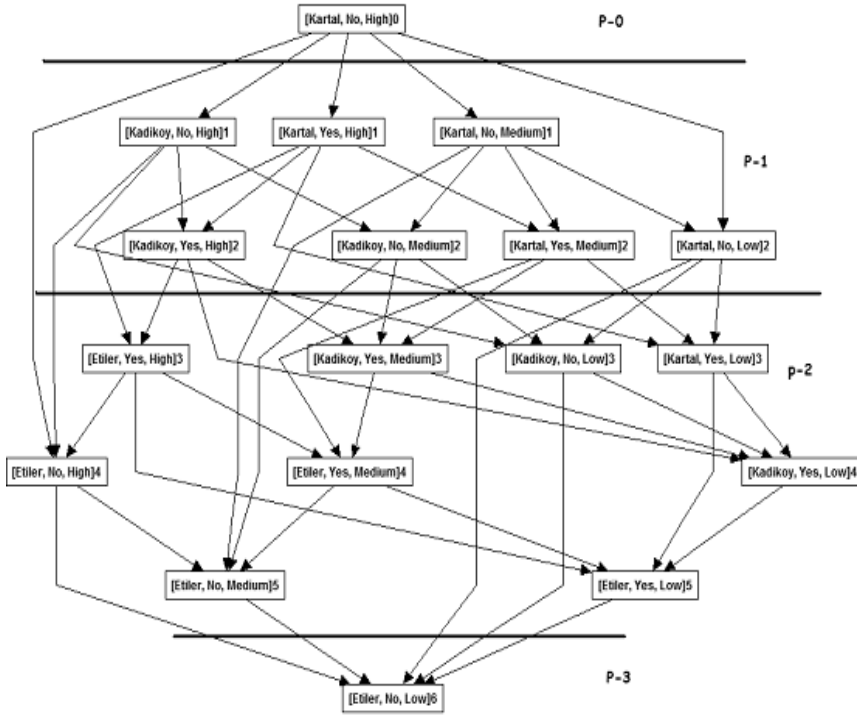 [Kartal, No, High]0
P-0
[Kadikoy, No, High]1
[Kartal, Yes, High]1
[Kartal, No, Medium]1
P-1
[Kadikoy, Yes, High]2
[Kadikoy, No, Medium]2
[Kartal, Yes, Medium]2
[Kartal, No, Low]2
[Etiler, Yes, High]3
[Kadikoy, Yes, Medium]3
[Kadikoy, No, Low]3
[Kartal, Yes, Low]3
P-2
[Etiler, No, High]4
[Etiler, Yes, Medium]4
[Kadikoy, Yes, Low]4
[Etiler, No, Medium]5
[Etiler, Yes, Low]5
P-3
[Etiler, No, Low]6